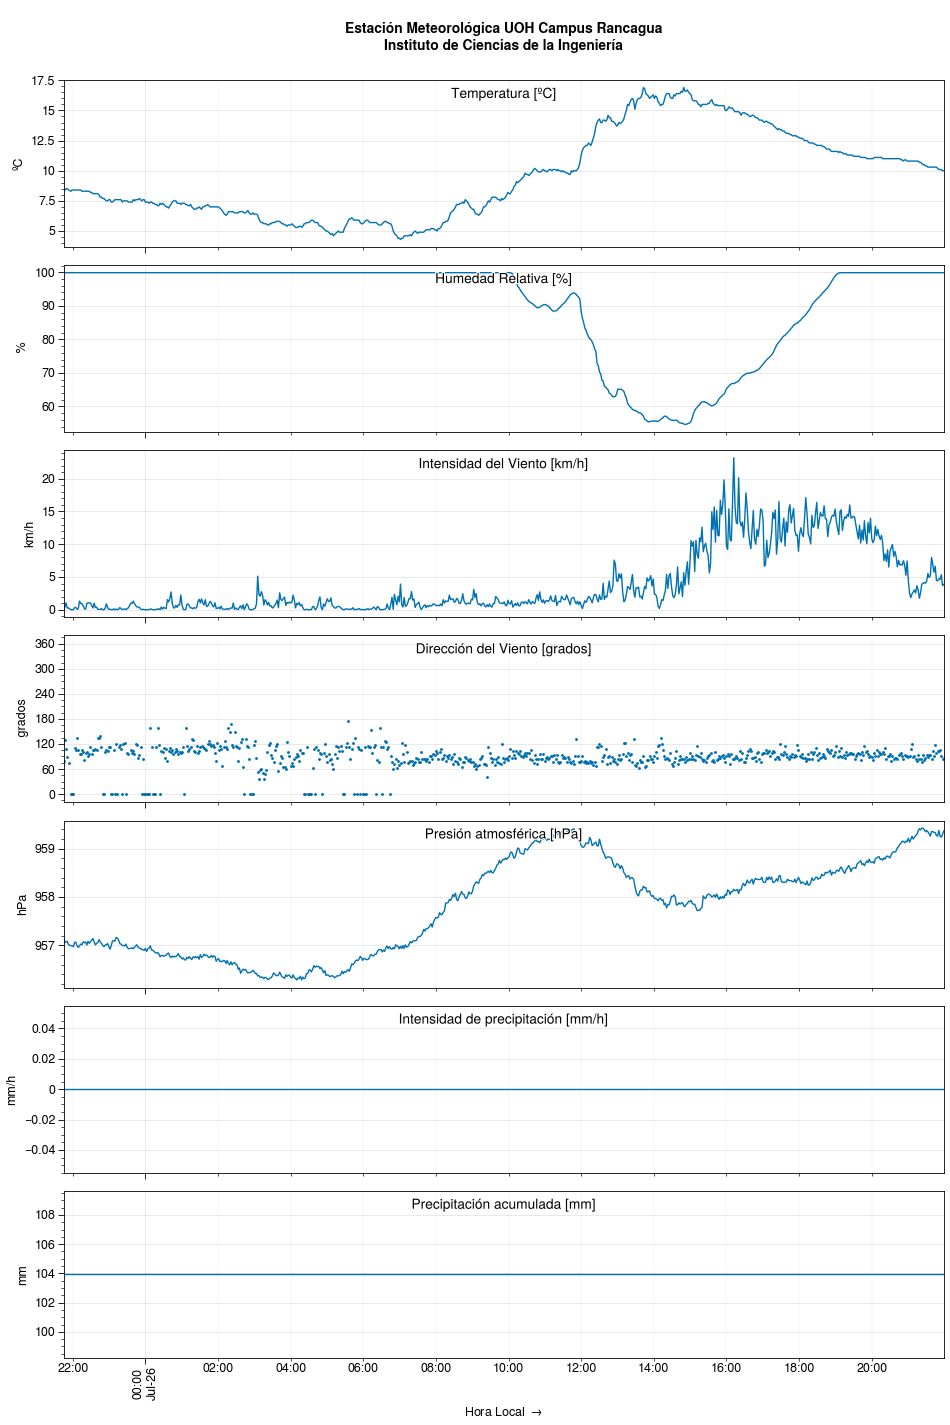 Estación Meteorológica UOH Campus Rancagua
Instituto de Ciencias de la Ingeniería
Temperatura [ºC]
17.5
15
12.5
10
7.5
5
ºC
Humedad Relativa [%]
100
90
80
70
60
%
Intensidad del Viento [km/h]
20
15
10
5
0
km/h
Dirección del Viento [grados]
360
300
240
180
120
60
0
grados
Presión atmosférica [hPa]
959
958
957
hPa
Intensidad de precipitación [mm/h]
0.04
0.02
0
−0.02
−0.04
mm/h
Precipitación acumulada [mm]
108
106
104
102
100
mm
22:00 00:00 02:00 04:00 06:00 08:00 10:00 12:00 14:00 16:00 18:00 20:00
Jul-26
Hora Local →